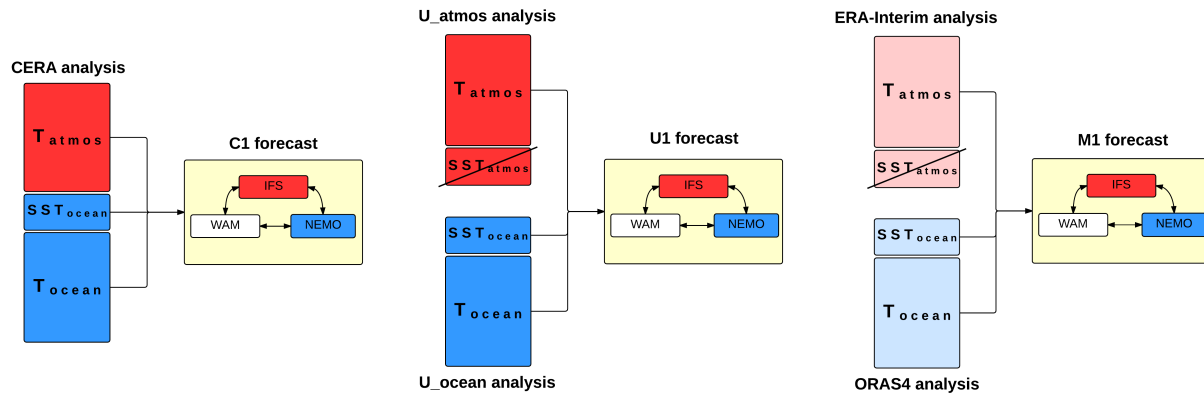 CERA analysis
T atmos
SST ocean
T ocean
C1 forecast
IFS
WAM
NEMO
U_atmos analysis
T atmos
SST atmos
SST ocean
T ocean
U_ocean analysis
U1 forecast
IFS
WAM
NEMO
ERA-Interim analysis
T atmos
SST atmos
SST ocean
T ocean
ORAS4 analysis
M1 forecast
IFS
WAM
NEMO